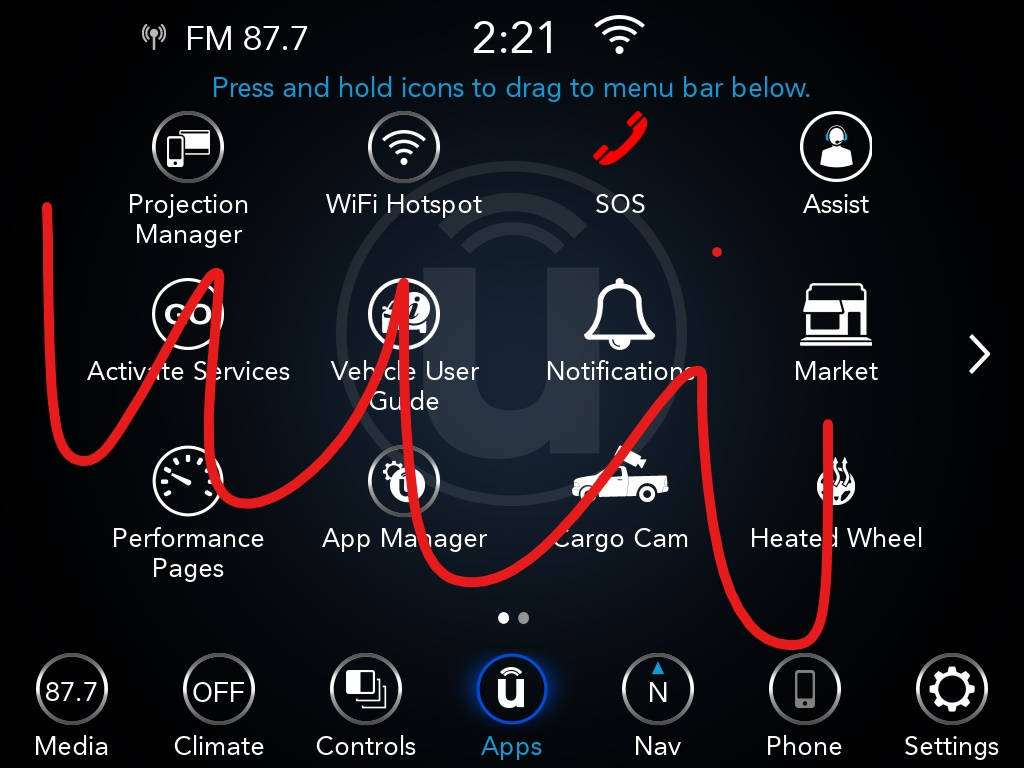 FM 87.7 2:21
Press and hold icons to drag to menu bar below.
Projection Manager WiFi Hotspot SOS Assist
GO
Activate Services Vehicle User Guide Notifications Market
Performance Pages App Manager Cargo Cam Heated Wheel
87.7 OFF N
Media Climate Controls Apps Nav Phone Settings